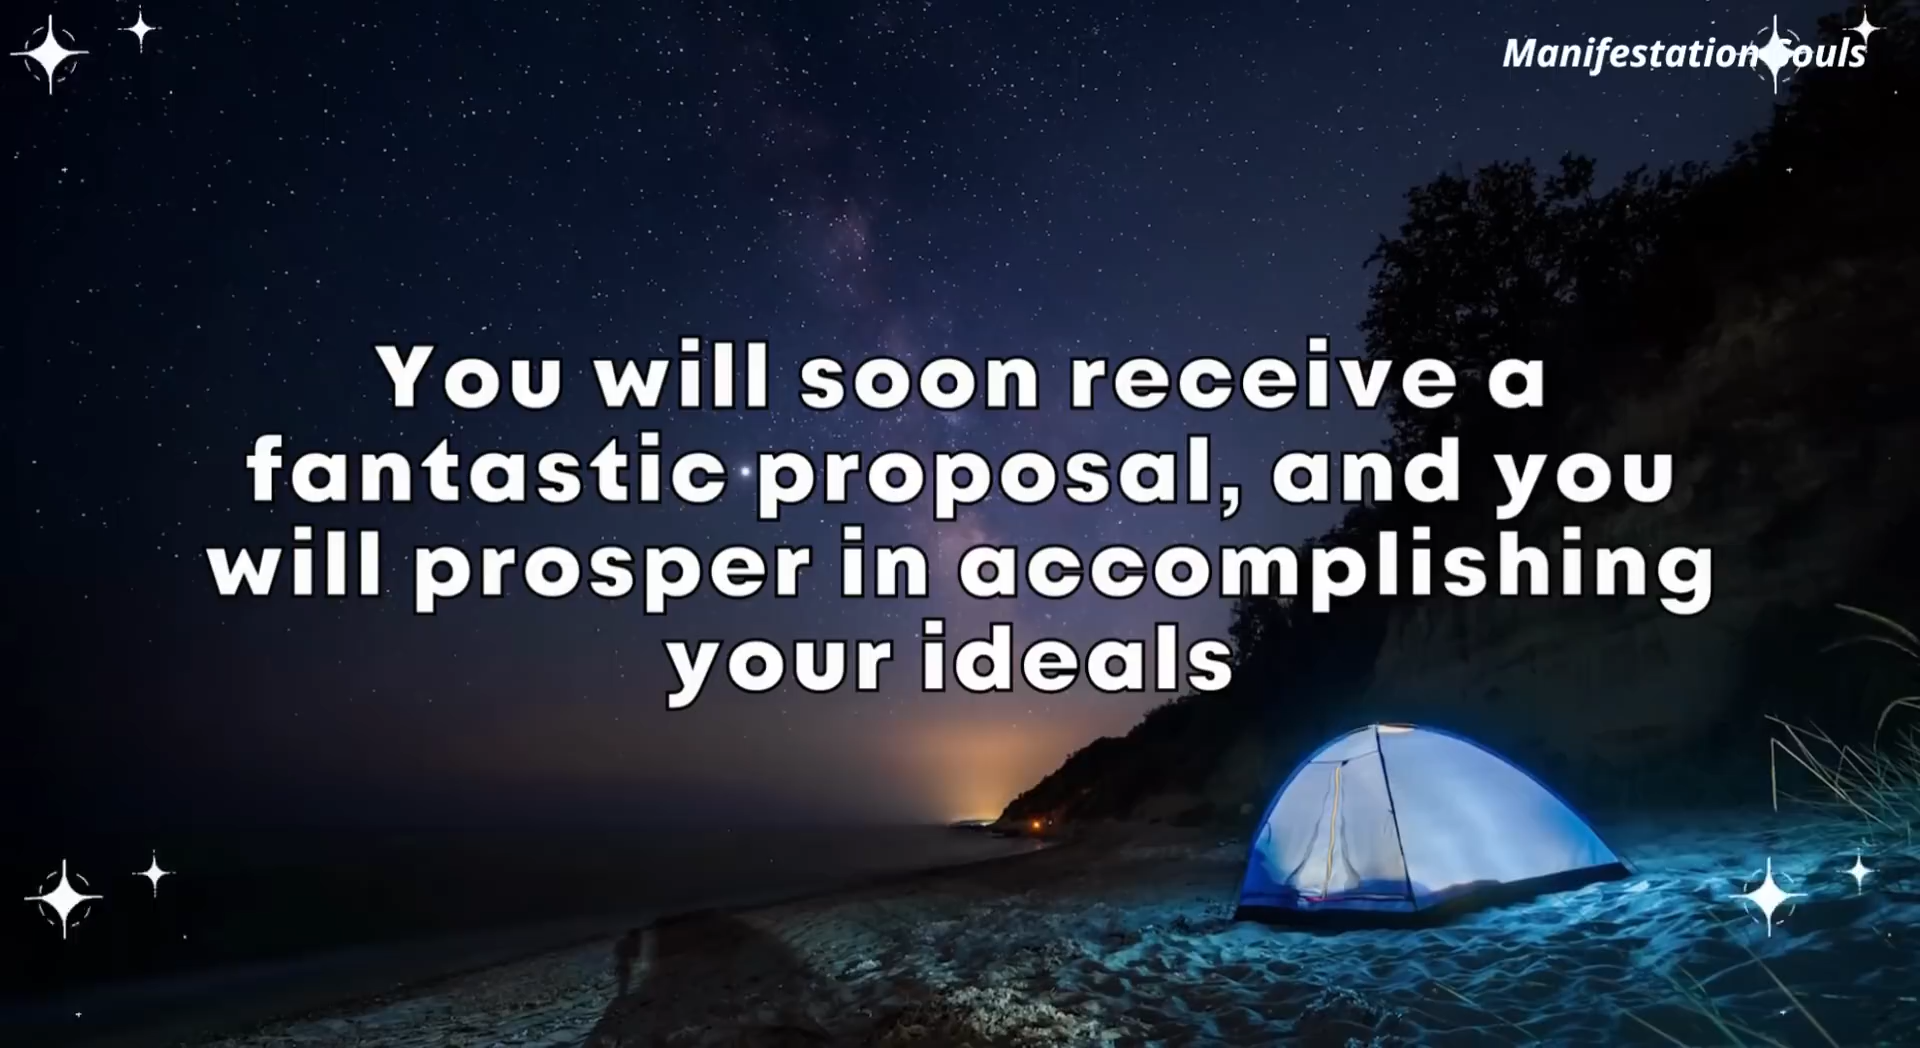 Manifestation Souls
You will soon receive a
fantastic proposal, and you
will prosper in accomplishing
your ideals